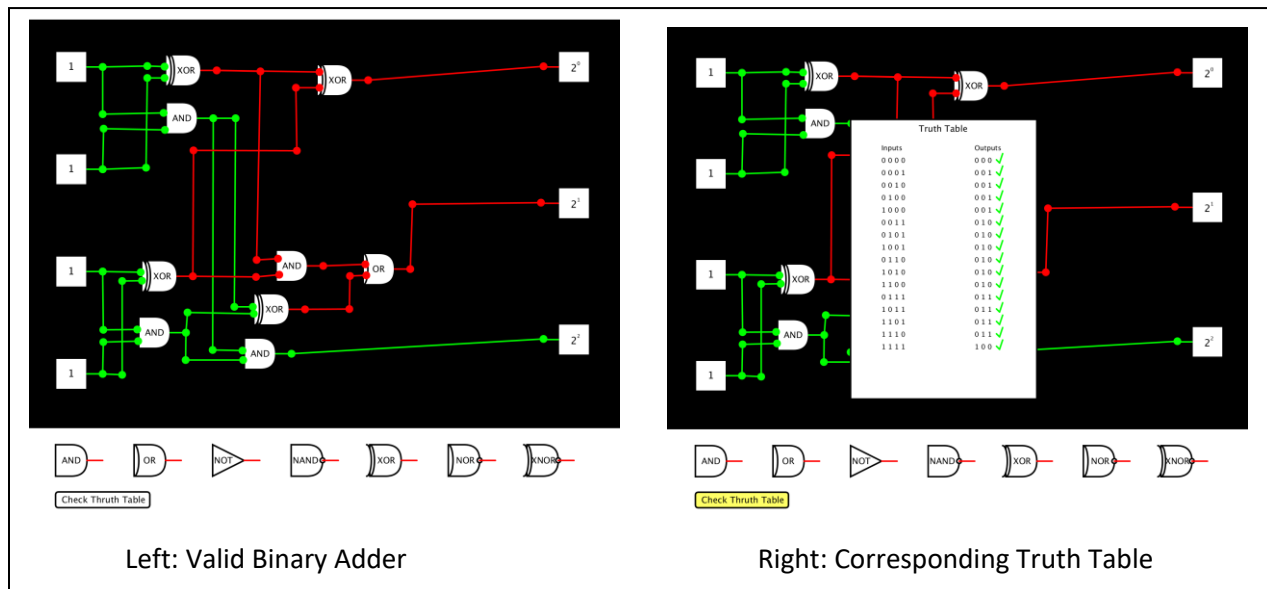 1
XOR
XOR
2⁰
AND
1
2¹
1
XOR
AND
OR
XOR
AND
AND
2²
1
AND
OR
NOT
NAND
XOR
NOR
XNOR
Check Thruth Table
Left: Valid Binary Adder
1
XOR
XOR
2⁰
AND
1
2¹
1
XOR
AND
2²
1
Truth Table
Inputs Outputs
0 0 0 0 0 0 0 ✓
0 0 0 1 0 0 1 ✓
0 0 1 0 0 0 1 ✓
0 1 0 0 0 0 1 ✓
1 0 0 0 0 0 1 ✓
0 0 1 1 0 1 0 ✓
0 1 0 1 0 1 0 ✓
1 0 0 1 0 1 0 ✓
0 1 1 0 0 1 0 ✓
1 0 1 0 0 1 0 ✓
1 1 0 0 0 1 0 ✓
0 1 1 1 0 1 1 ✓
1 0 1 1 0 1 1 ✓
1 1 0 1 0 1 1 ✓
1 1 1 0 0 1 1 ✓
1 1 1 1 1 0 0 ✓
AND
OR
NOT
NAND
XOR
NOR
XNOR
Check Thruth Table
Right: Corresponding Truth Table